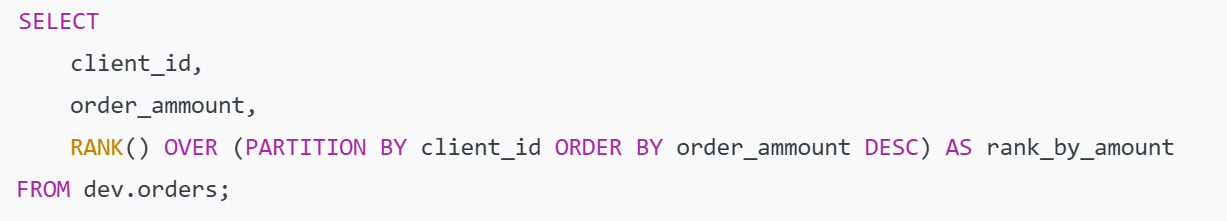 SELECT
client_id,
order_ammount,
RANK() OVER (PARTITION BY client_id ORDER BY order_ammount DESC) AS rank_by_amount
FROM dev.orders;